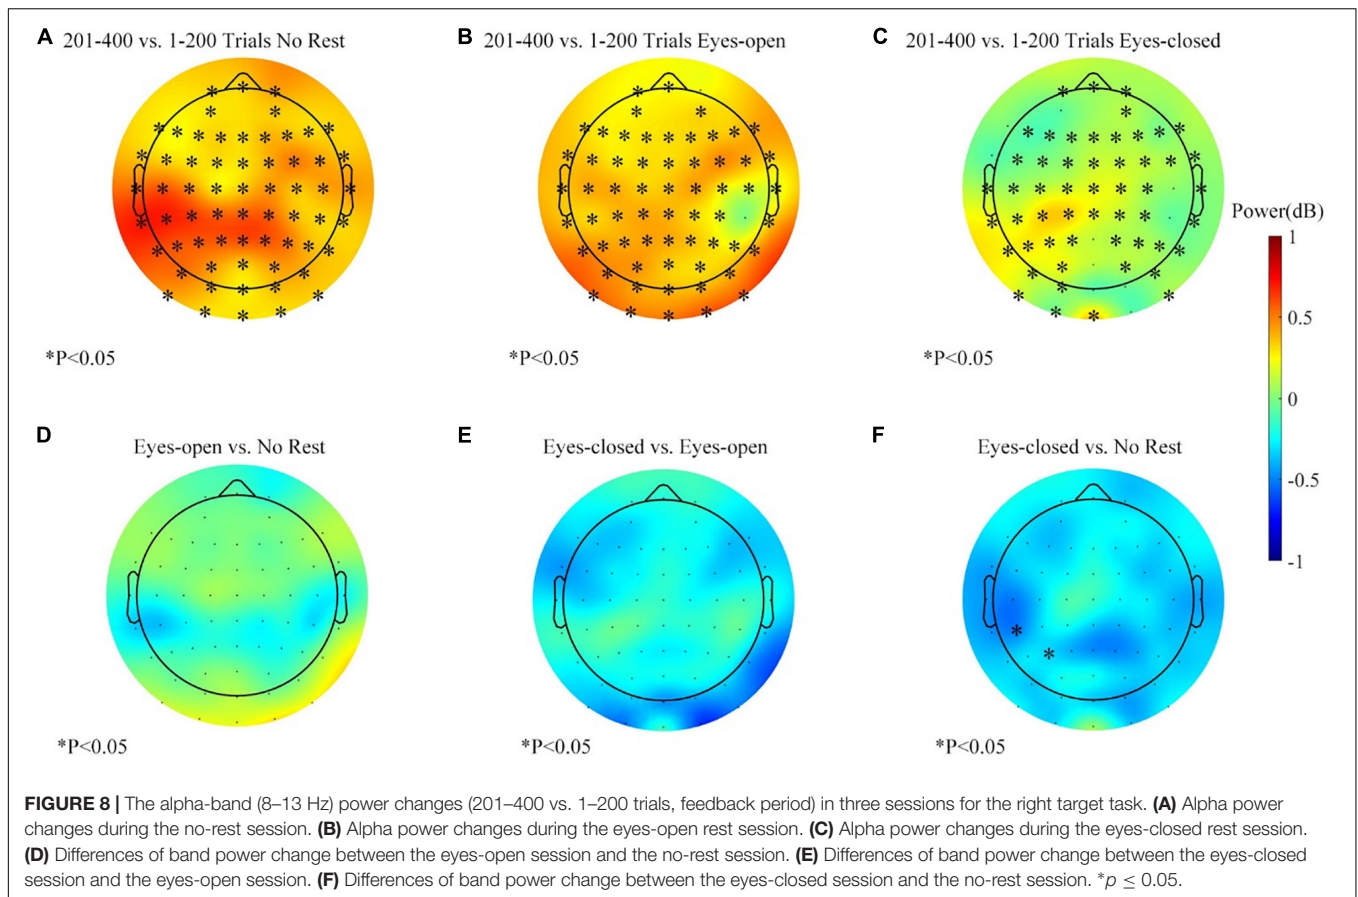 A 201-400 vs. 1-200 Trials No Rest
B 201-400 vs. 1-200 Trials Eyes-open
C 201-400 vs. 1-200 Trials Eyes-closed
Power(dB)
1
0.5
0
-0.5
-1
*P<0.05
*P<0.05
*P<0.05
D Eyes-open vs. No Rest
E Eyes-closed vs. Eyes-open
F Eyes-closed vs. No Rest
*P<0.05
*P<0.05
*P<0.05
FIGURE 8 | The alpha-band (8–13 Hz) power changes (201–400 vs. 1–200 trials, feedback period) in three sessions for the right target task. (A) Alpha power
changes during the no-rest session. (B) Alpha power changes during the eyes-open rest session. (C) Alpha power changes during the eyes-closed rest session.
(D) Differences of band power change between the eyes-open session and the no-rest session. (E) Differences of band power change between the eyes-closed
session and the eyes-open session. (F) Differences of band power change between the eyes-closed session and the no-rest session. *p ≤ 0.05.